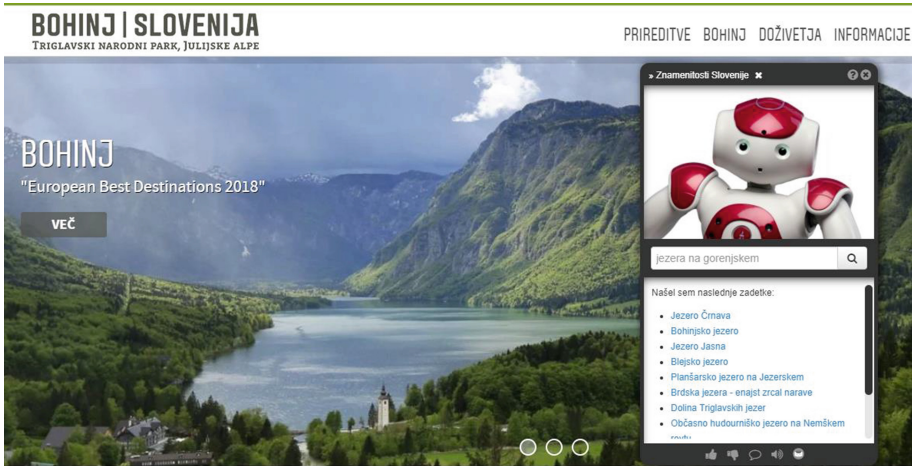 BOHINJ | SLOVENIJA
TRIGLAVSKI NARODNI PARK, JULIJSKE ALPE
PRIREDITVE BOHINJ DOŽIVETJA INFORMACIJE
BOHINJ
"European Best Destinations 2018"
VEČ
» Znamenitosti Slovenije
jezera na gorenjskem
Našel sem naslednje zadetke:
Jezero Črnava
Bohinjsko jezero
Jezero Jasna
Blejsko jezero
Planšarsko jezero na Jezerskem
Brdska jezera - enajst zrcal narave
Dolina Triglavskih jezer
Občasno hudourniško jezero na Nemškem
rovtu